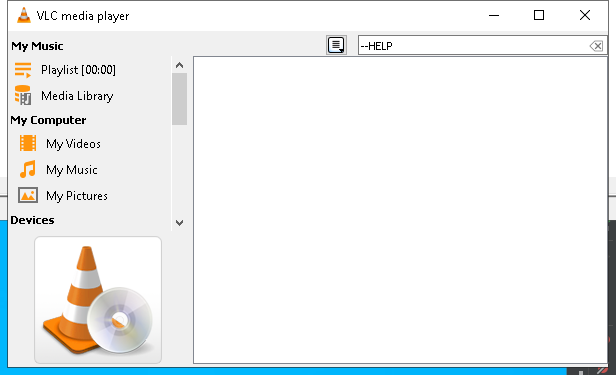 VLC media player
My Music
--HELP
Playlist [00:00]
Media Library
My Computer
My Videos
My Music
My Pictures
Devices